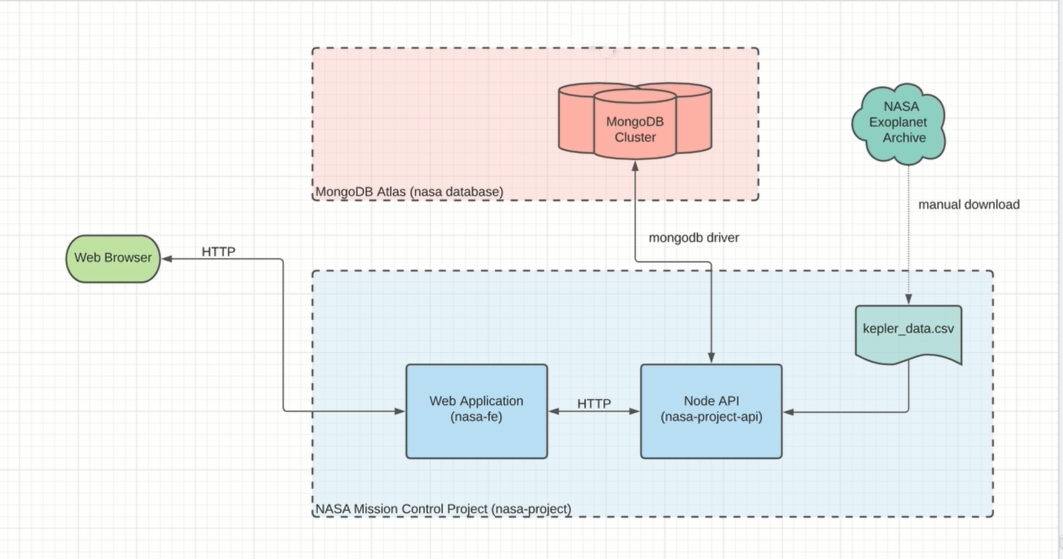 MongoDB
Cluster
MongoDB Atlas (nasa database)
NASA
Exoplanet
Archive
manual download
mongodb driver
Web Browser
HTTP
kepler_data.csv
Web Application
(nasa-fe)
HTTP
Node API
(nasa-project-api)
NASA Mission Control Project (nasa-project)